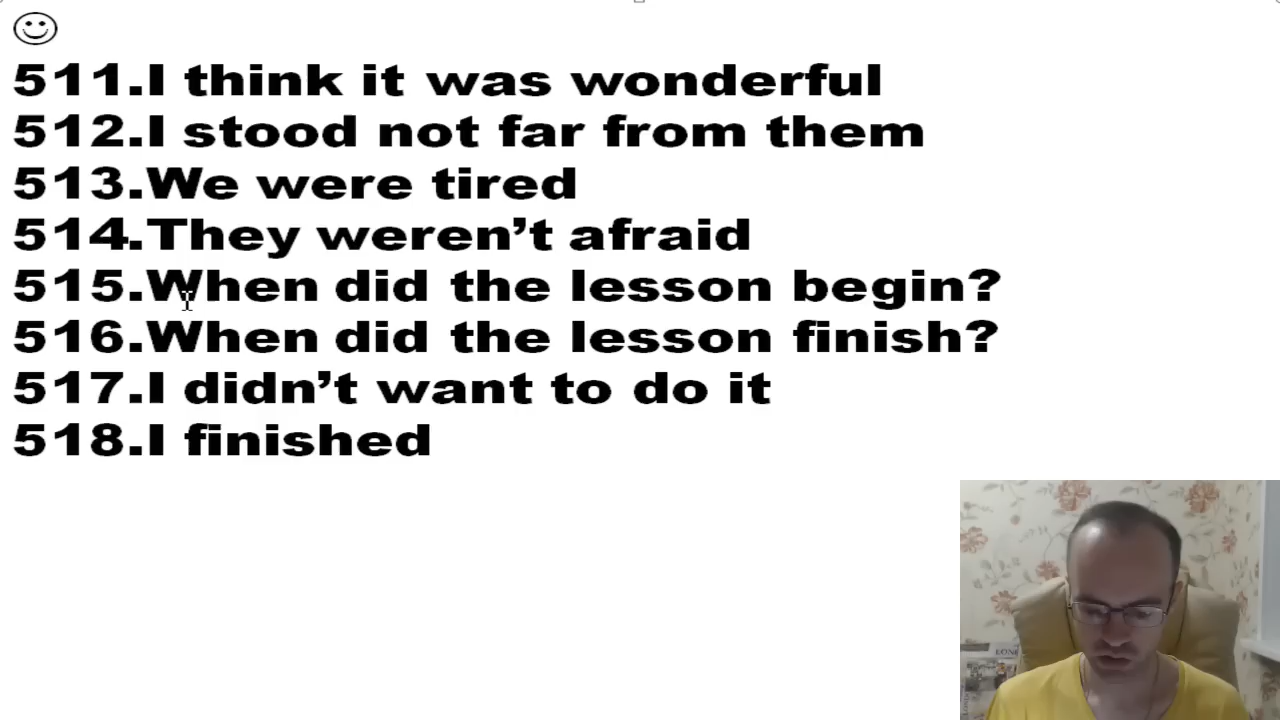 511.I think it was wonderful
512.I stood not far from them
513.We were tired
514.They weren’t afraid
515.When did the lesson begin?
516.When did the lesson finish?
517.I didn’t want to do it
518.I finished